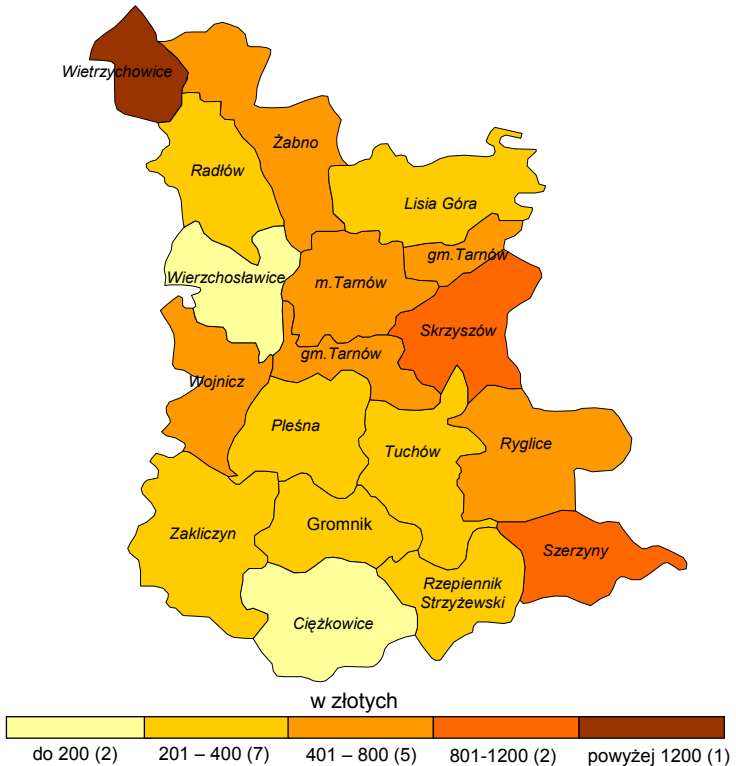 Wietrzychowice
Żabno
Radłów
Lisia Góra
gm.Tarnów
Wierzchosławice
m.Tarnów
Skrzyszów
gm.Tarnów
Wojnicz
Pleśna
Tuchów
Ryglice
Gromnik
Zakliczyn
Szerzyny
Rzepiennik
Strzyżewski
Ciężkowice
w złotych
do 200 (2) 201 – 400 (7) 401 – 800 (5) 801-1200 (2) powyżej 1200 (1)